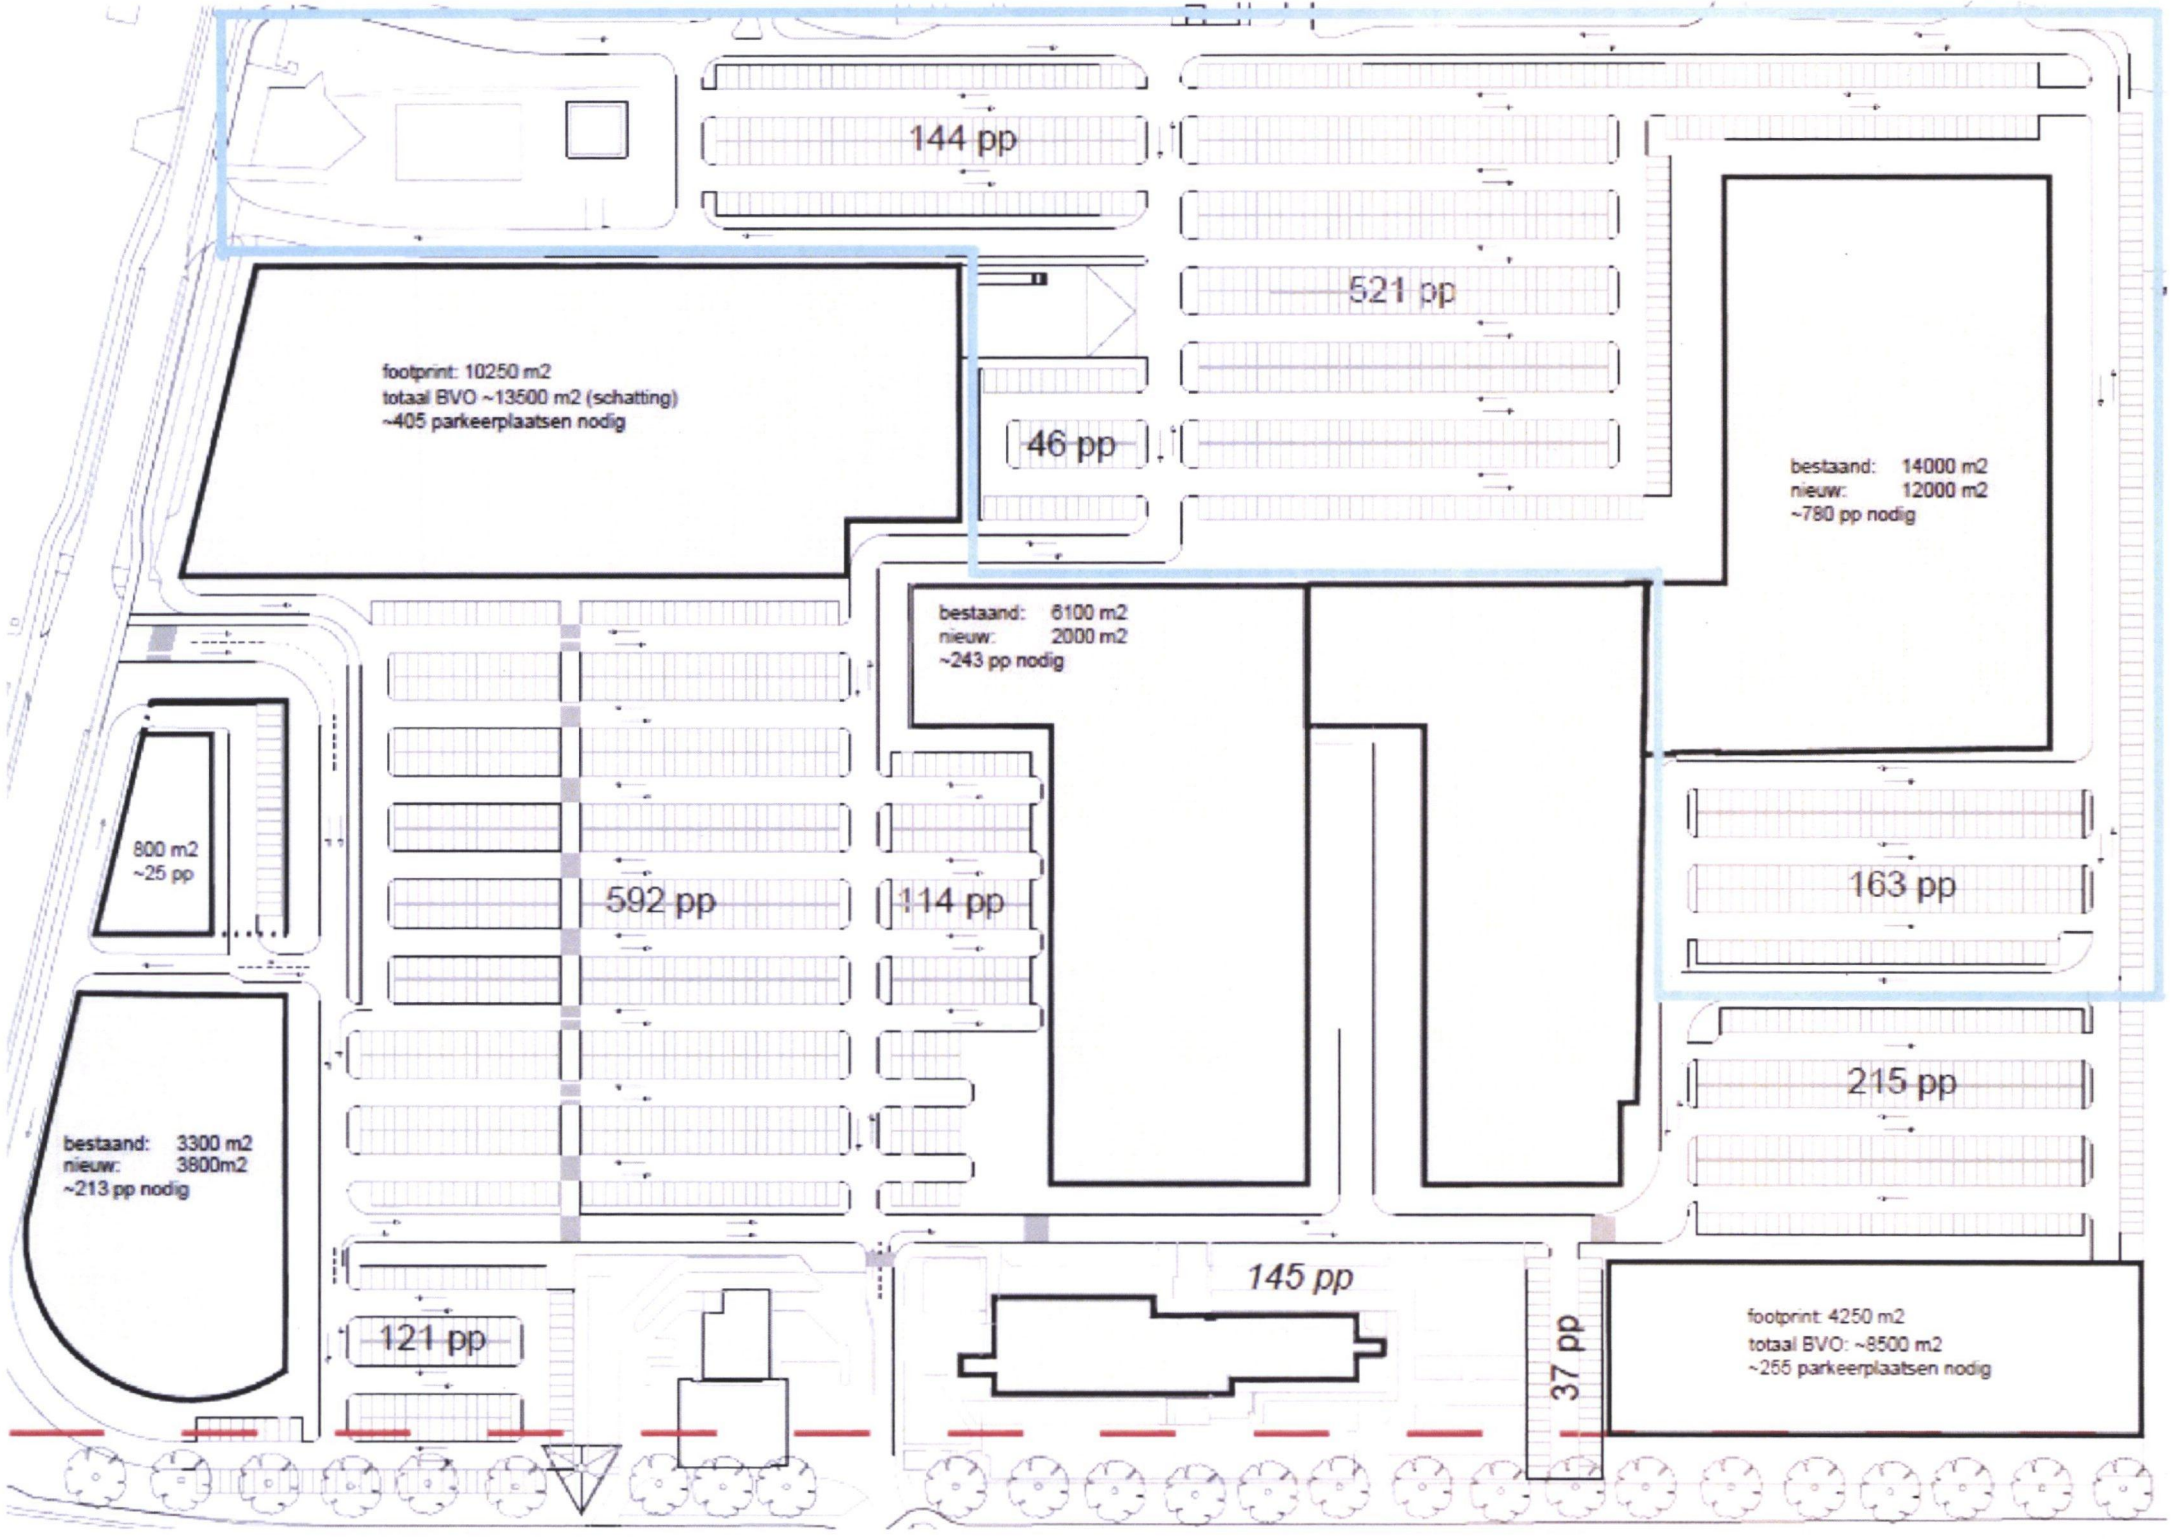 144 pp
521 pp
footprint: 10250 m2
totaal BVO ~13500 m2 (schatting)
~405 parkeerplaatsen nodig
46 pp
bestaand: 14000 m2
nieuw: 12000 m2
~780 pp nodig
bestaand: 6100 m2
nieuw: 2000 m2
~243 pp nodig
800 m2
~25 pp
592 pp
114 pp
163 pp
215 pp
bestaand: 3300 m2
nieuw: 3800m2
~213 pp nodig
145 pp
121 pp
37 pp
footprint: 4250 m2
totaal BVO: ~8500 m2
~255 parkeerplaatsen nodig